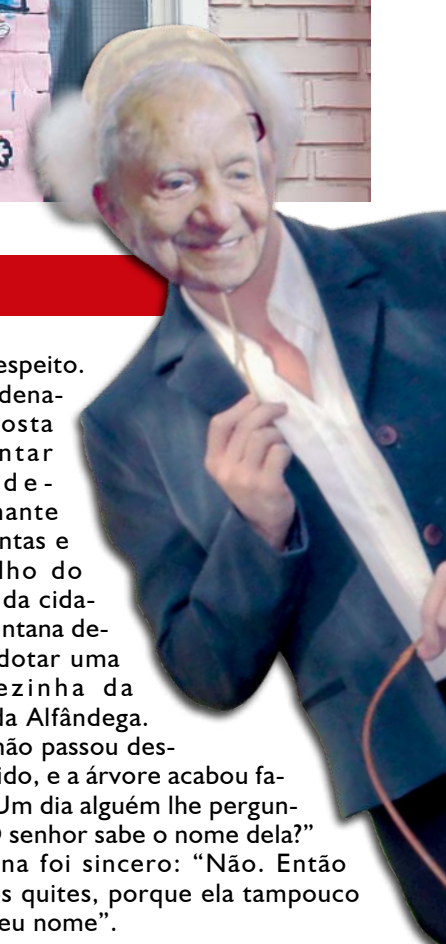 espeito.
dena-
osta
ntar
de-
nante
ntas e
lho do
da cida-
ntana de-
dotar uma
ezinha da
da Alfândega.
não passou des-
ido, e a árvore acabou fa-
Um dia alguém lhe pergun-
O senhor sabe o nome dela?”
na foi sincero: “Não. Então
s quites, porque ela tampouco
eu nome”.